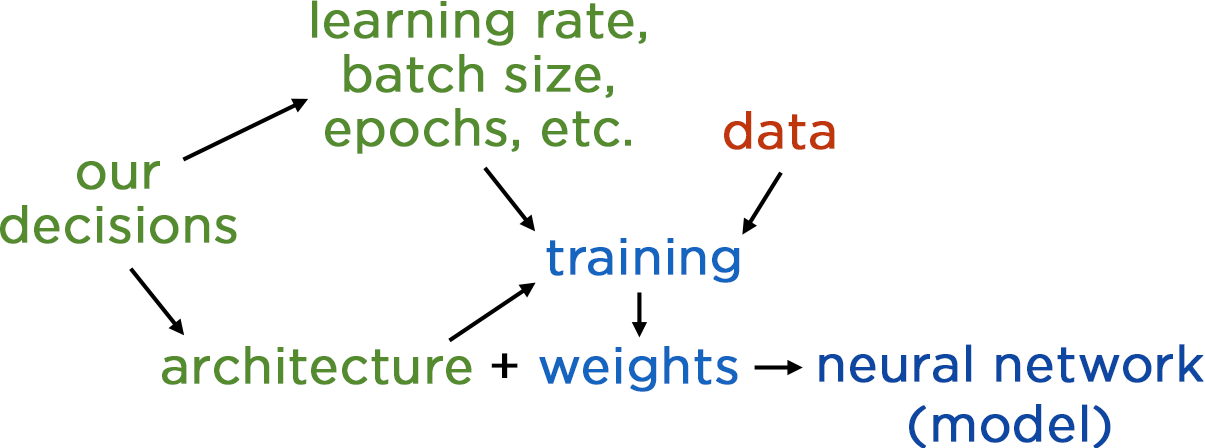 learning rate,
batch size,
epochs, etc.
data
our
decisions
training
architecture + weights
neural network
(model)